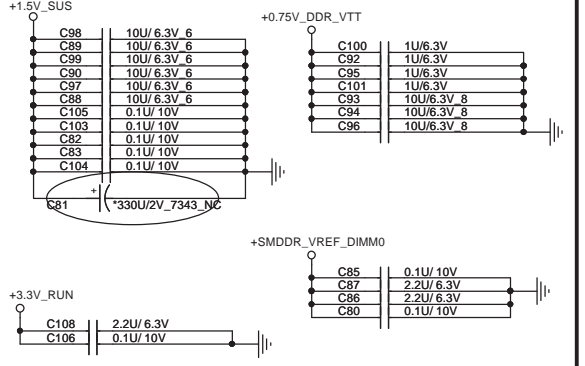 +1.5V_SUS
C98 10U/ 6.3V_6
C89 10U/ 6.3V_6
C99 10U/ 6.3V_6
C90 10U/ 6.3V_6
C97 10U/ 6.3V_6
C88 10U/ 6.3V_6
C105 0.1U/ 10V
C103 0.1U/ 10V
C82 0.1U/ 10V
C83 0.1U/ 10V
C104 0.1U/ 10V
+
C81 *330U/2V_7343_NC
+0.75V_DDR_VTT
C100 1U/6.3V
C92 1U/6.3V
C95 1U/6.3V
C101 1U/6.3V
C93 10U/6.3V_8
C94 10U/6.3V_8
C96 10U/6.3V_8
+SMDDR_VREF_DIMM0
C85 0.1U/ 10V
C87 2.2U/ 6.3V
C86 2.2U/ 6.3V
C80 0.1U/ 10V
+3.3V_RUN
C108 2.2U/ 6.3V
C106 0.1U/ 10V